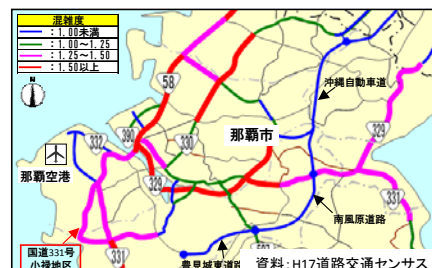 混雑度
：1.00未満
：1.00～1.25
：1.25～1.50
：1.50以上
N
58
沖縄自動車道
332
390
330
那覇市
329
那覇空港
329
331
南風原道路
国道331号
小禄地区
331
豊見城東道路
資料：H17道路交通センサス